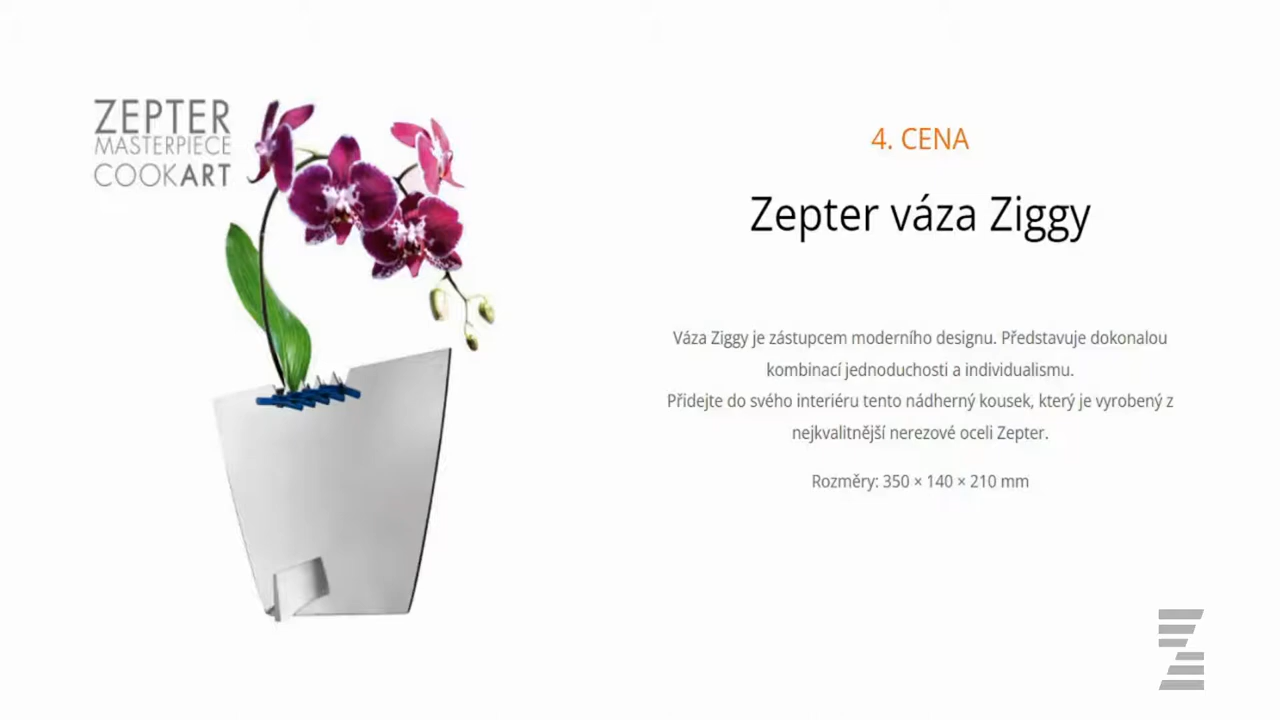 ZEPTER
MASTERPIECE
COOKART
4. CENA
Zepter váza Ziggy
Váza Ziggy je zástupcem moderního designu. Představuje dokonalou
kombinací jednoduchosti a individualismu.
Přidejte do svého interiéru tento nádherný kousek, který je vyrobený z
nejkvalitnější nerezové oceli Zepter.
Rozměry: 350 × 140 × 210 mm